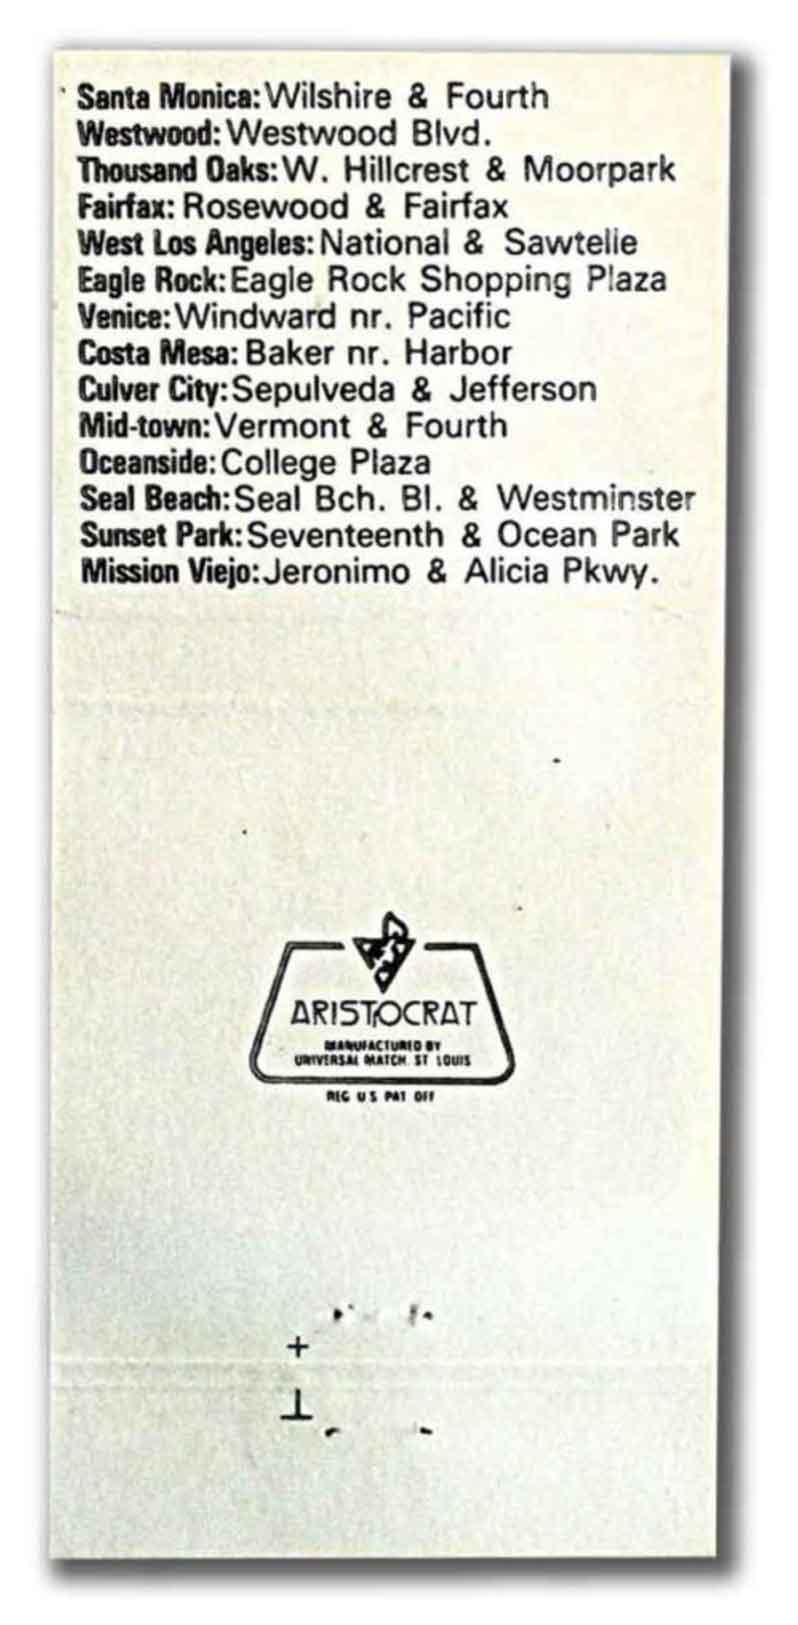 Santa Monica: Wilshire & Fourth
Westwood: Westwood Blvd.
Thousand Oaks: W. Hillcrest & Moorpark
Fairfax: Rosewood & Fairfax
West Los Angeles: National & Sawtelle
Eagle Rock: Eagle Rock Shopping Plaza
Venice: Windward nr. Pacific
Costa Mesa: Baker nr. Harbor
Culver City: Sepulveda & Jefferson
Mid-town: Vermont & Fourth
Oceanside: College Plaza
Seal Beach: Seal Bch. Bl. & Westminster
Sunset Park: Seventeenth & Ocean Park
Mission Viejo: Jeronimo & Alicia Pkwy.
ARISTOCRAT
MANUFACTURED BY
UNIVERSAL MATCH. ST LOUIS
REG U S PAT OFF